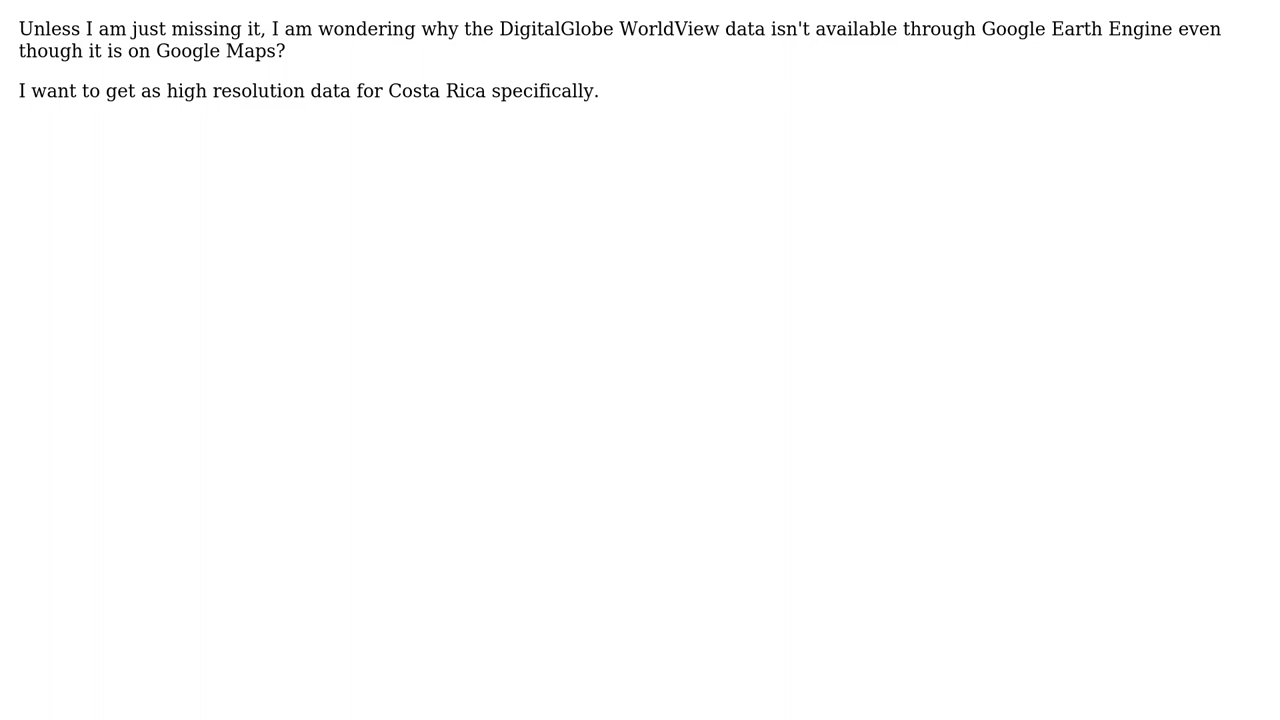 Unless I am just missing it, I am wondering why the DigitalGlobe WorldView data isn't available through Google Earth Engine even
though it is on Google Maps?
I want to get as high resolution data for Costa Rica specifically.